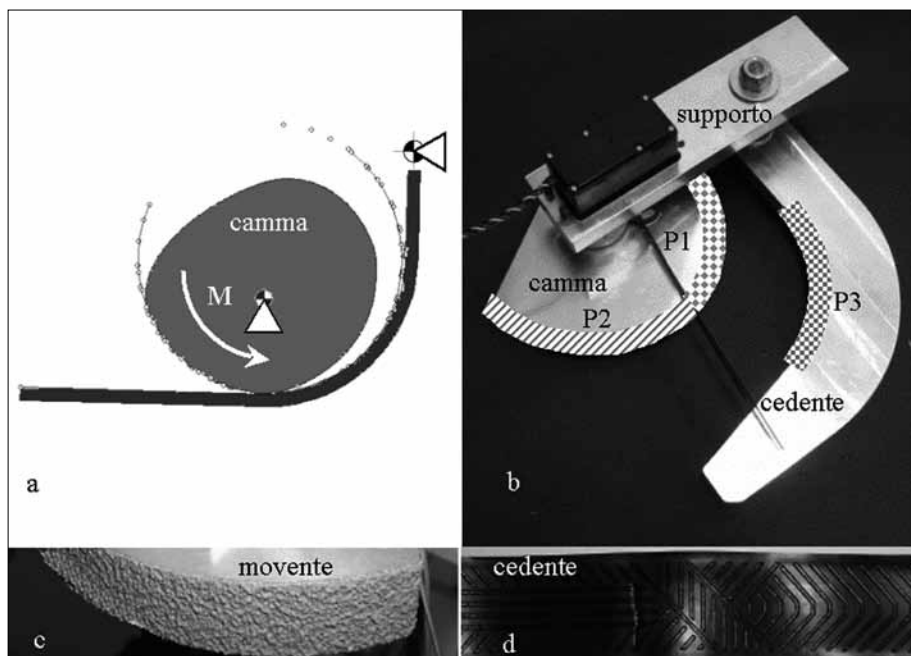 camma
M
a
supporto
P1
camma
P2
P3
cedente
b
movente
c
cedente
d